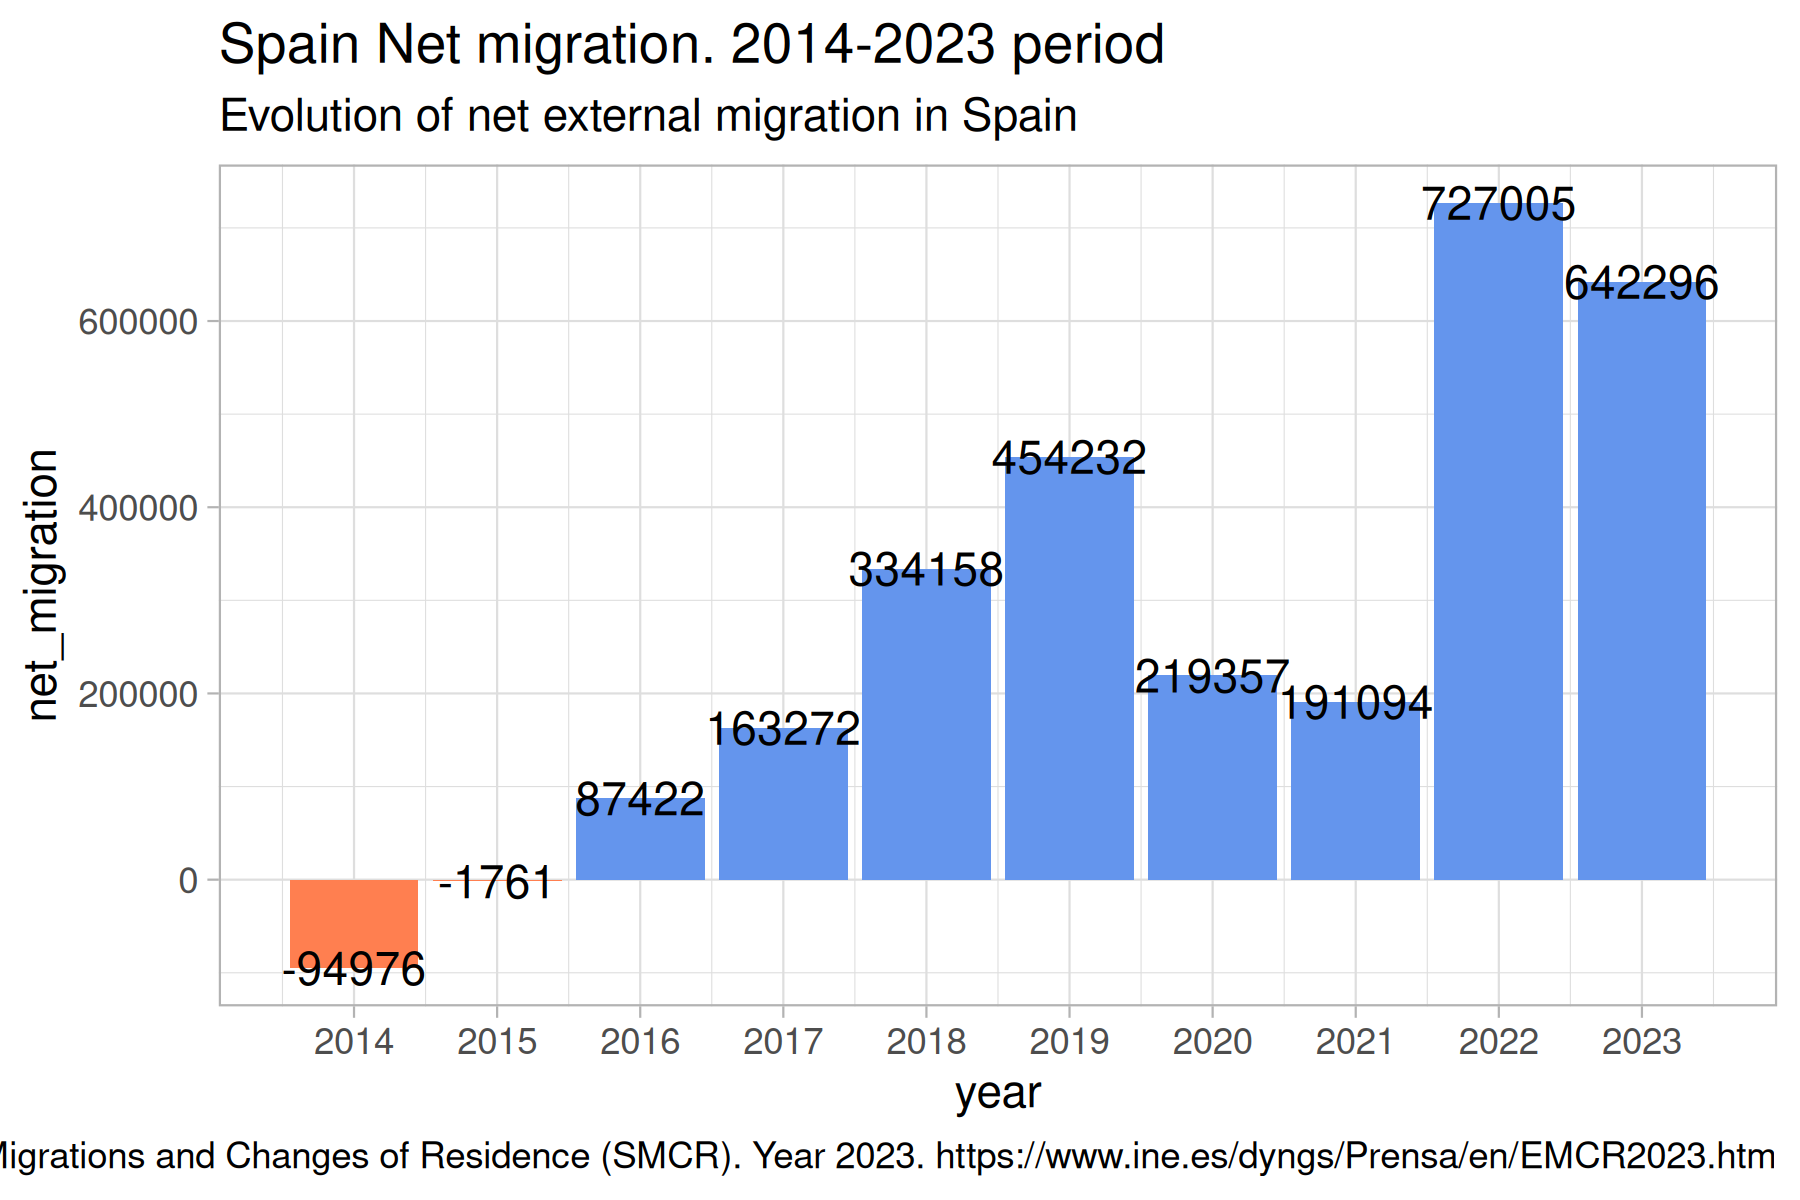 Spain Net migration. 2014-2023 period
Evolution of net external migration in Spain
net_migration
600000
400000
200000
0
-94976
-1761
87422
163272
334158
454232
219357
191094
727005
642296
2014 2015 2016 2017 2018 2019 2020 2021 2022 2023
year
Migrations and Changes of Residence (SMCR). Year 2023. https://www.ine.es/dyngs/Prensa/en/EMCR2023.htm